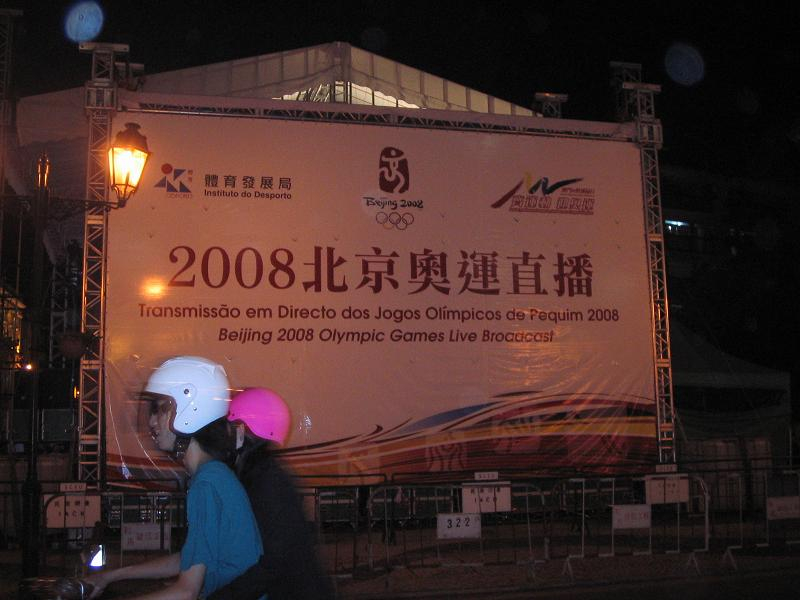 體育發展局
Instituto do Desporto
Beijing 2008
2008北京奧運直播
Transmissão em Directo dos Jogos Olímpicos de Pequim 2008
Beijing 2008 Olympic Games Live Broadcast
322
IACM